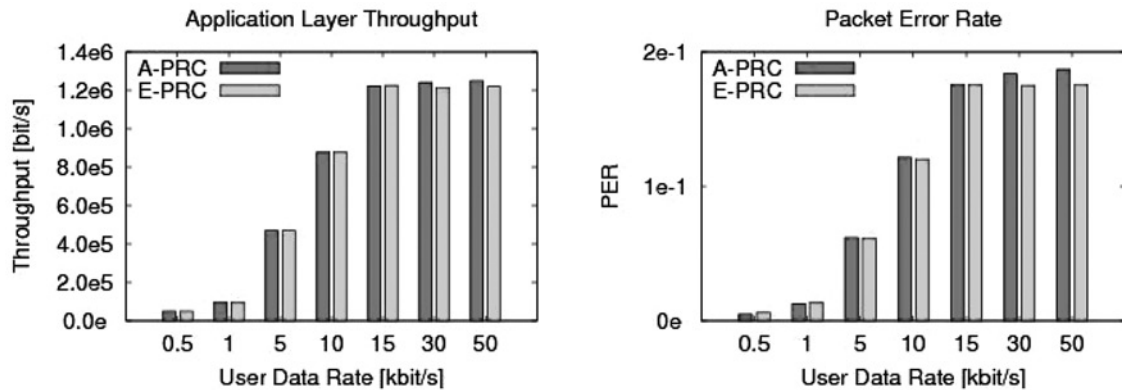 Application Layer Throughput
Throughput [bit/s]
1.4e6
1.2e6
1.0e6
8.0e5
6.0e5
4.0e5
2.0e5
0.0e
A-PRC
E-PRC
0.5 1 5 10 15 30 50
User Data Rate [kbit/s]
Packet Error Rate
PER
2e-1
1e-1
0e
A-PRC
E-PRC
0.5 1 5 10 15 30 50
User Data Rate [kbit/s]